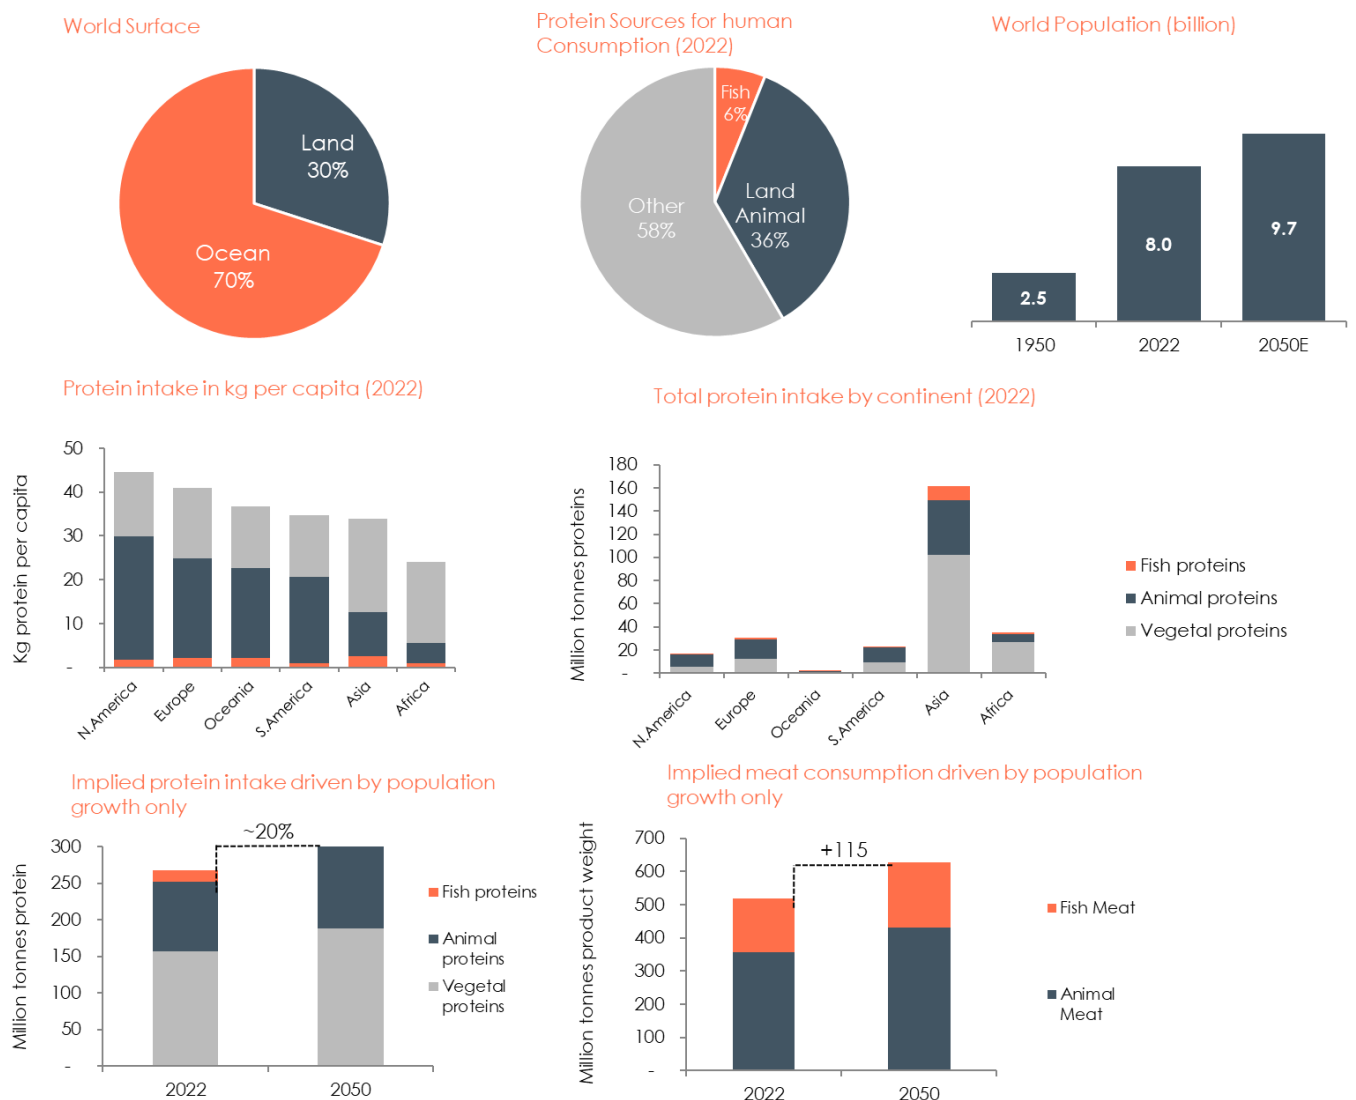 World Surface
Land
30%
Ocean
70%
Protein Sources for human
Consumption (2022)
Fish
6%
Land
Animal
36%
Other
58%
World Population (billion)
2.5
8.0
9.7
1950
2022
2050E
Protein intake in kg per capita (2022)
Kg protein per capita
50
40
30
20
10
-
N.America
Europe
Oceania
S.America
Asia
Africa
Total protein intake by continent (2022)
Million tonnes proteins
180
160
140
120
100
80
60
40
20
-
N.America
Europe
Oceania
S.America
Asia
Africa
Fish proteins
Animal proteins
Vegetal proteins
Implied protein intake driven by population
growth only
Million tonnes protein
~20%
300
250
200
150
100
50
-
2022
2050
Fish proteins
Animal
proteins
Vegetal
proteins
Implied meat consumption driven by population
growth only
Million tonnes product weight
+115
700
600
500
400
300
200
100
-
2022
2050
Fish Meat
Animal
Meat